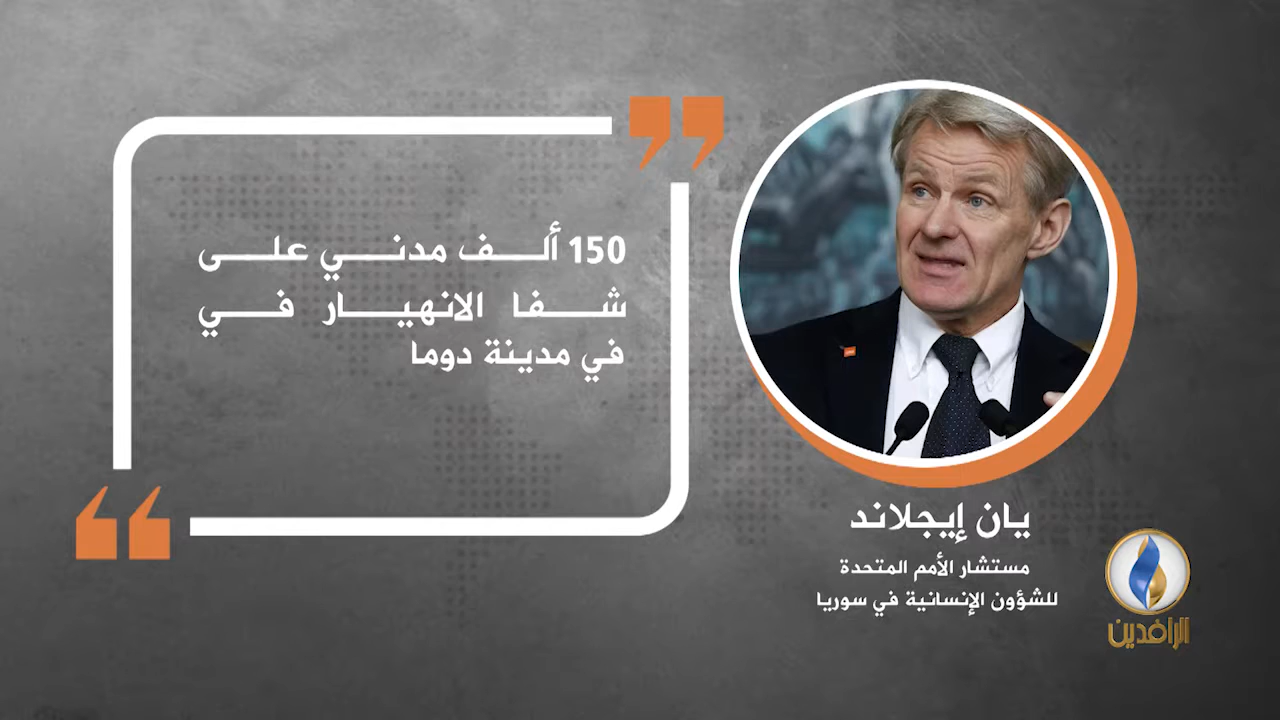 150 ألف مدني على
شفا الانهيار في
في مدينة دوما
يان إيجلاند
مستشار الأمم المتحدة
للشؤون الإنسانية في سوريا
الرافدين